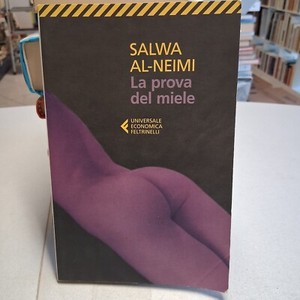 SALWA
AL-NEIMI
La prova
del miele
UNIVERSALE
ECONOMICA
FELTRINELLI